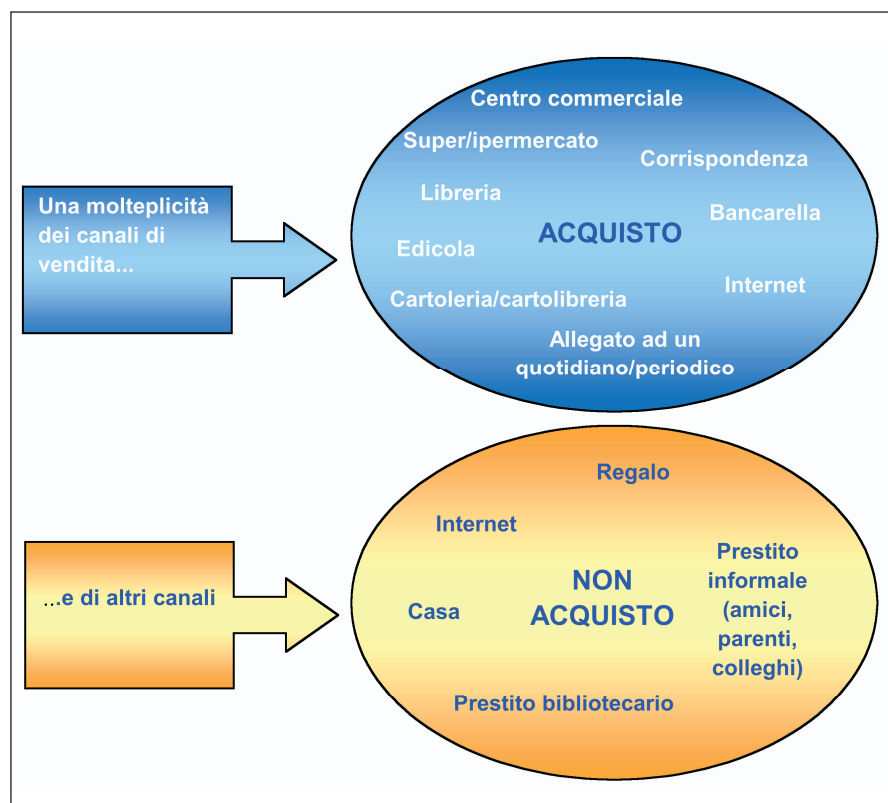 Una molteplicità
dei canali di
vendita...
Centro commerciale
Super/ipermercato
Corrispondenza
Libreria
Bancarella
ACQUISTO
Edicola
Internet
Cartoleria/cartolibreria
Allegato ad un
quotidiano/periodico
...e di altri canali
Regalo
Internet
Prestito
informale
(amici,
parenti,
colleghi)
NON
ACQUISTO
Casa
Prestito bibliotecario